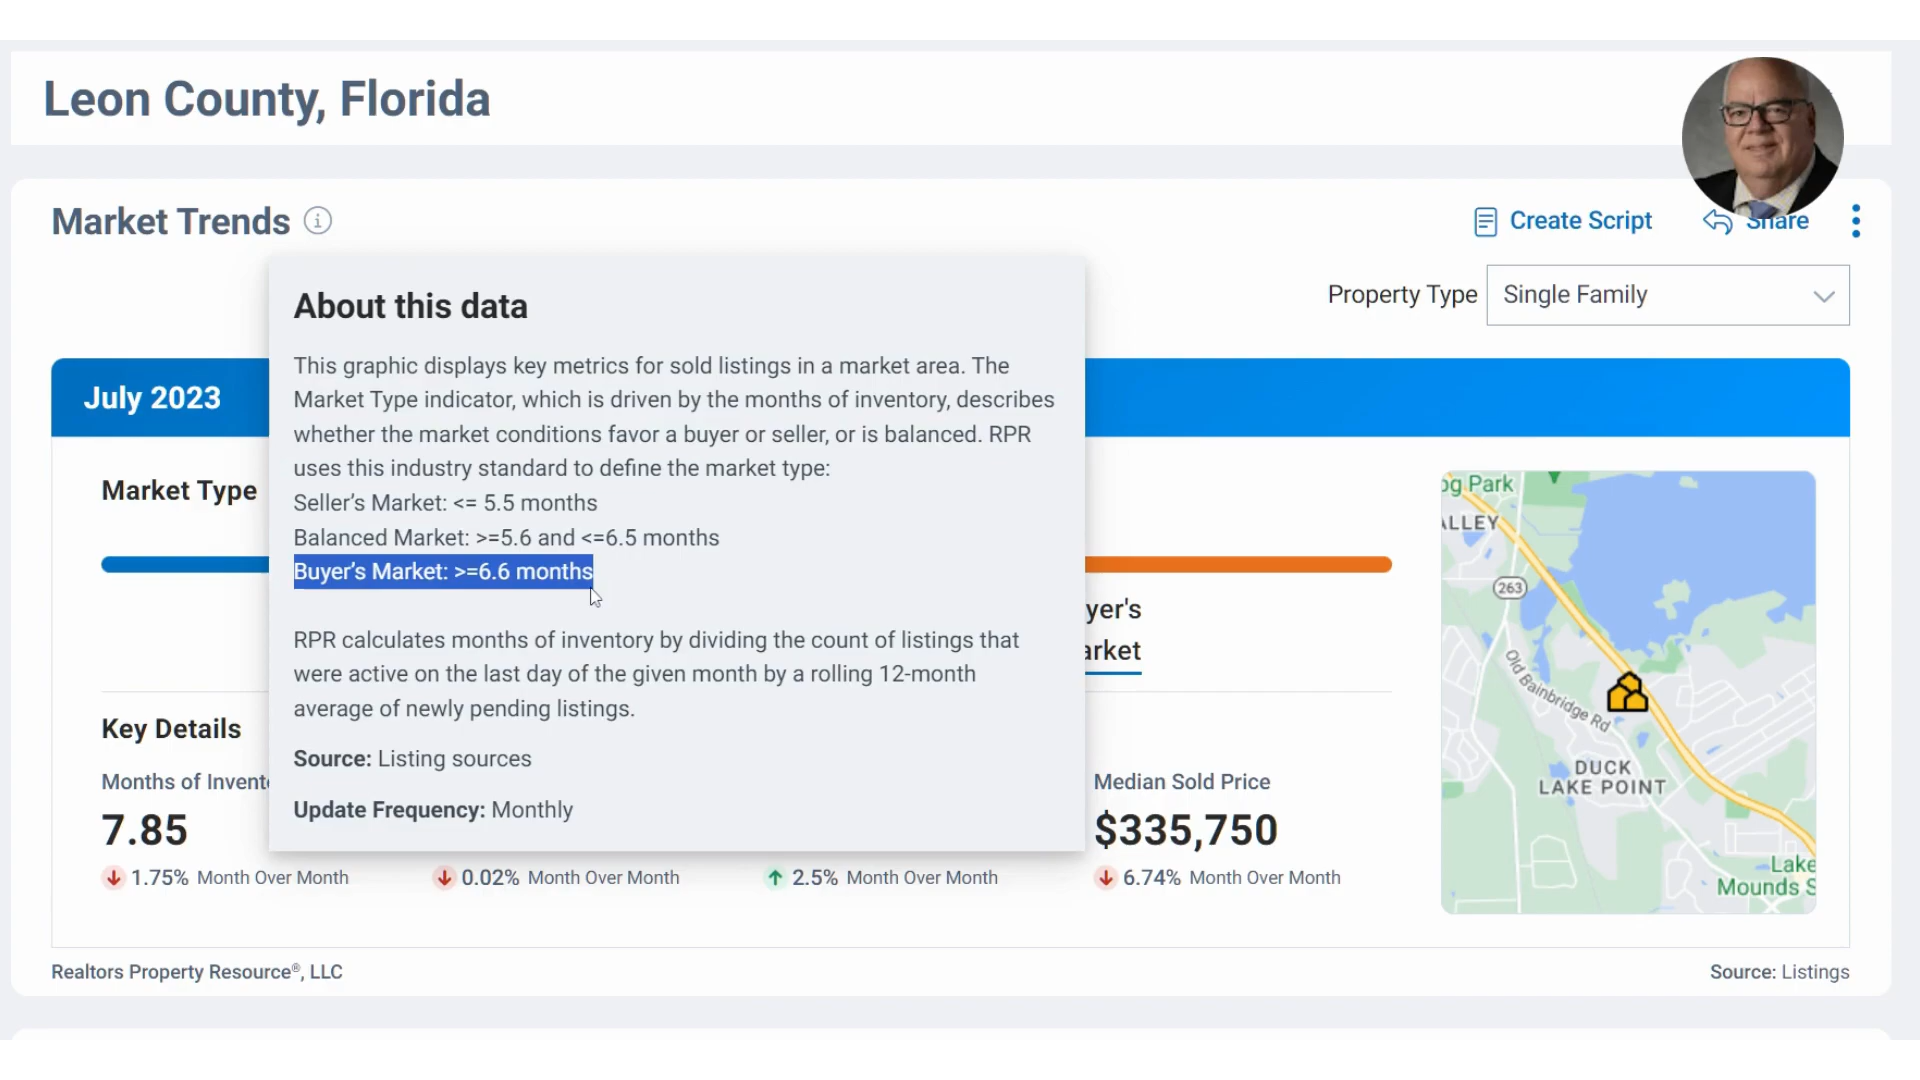 Leon County, Florida
Market Trends
Create Script
Share
Property Type
Single Family
About this data
This graphic displays key metrics for sold listings in a market area. The
Market Type indicator, which is driven by the months of inventory, describes
whether the market conditions favor a buyer or seller, or is balanced. RPR
uses this industry standard to define the market type:
Seller’s Market: <= 5.5 months
Balanced Market: >=5.6 and <=6.5 months
Buyer’s Market: >=6.6 months
RPR calculates months of inventory by dividing the count of listings that
were active on the last day of the given month by a rolling 12-month
average of newly pending listings.
Source: Listing sources
Update Frequency: Monthly
July 2023
Market Type
yer's
arket
Key Details
Months of Invent
7.85
1.75% Month Over Month
0.02% Month Over Month
2.5% Month Over Month
Median Sold Price
$335,750
6.74% Month Over Month
og Park
ALLEY
263
Old Bainbridge Rd
DUCK
LAKE POINT
Lake
Mounds S
Realtors Property Resource®, LLC
Source: Listings